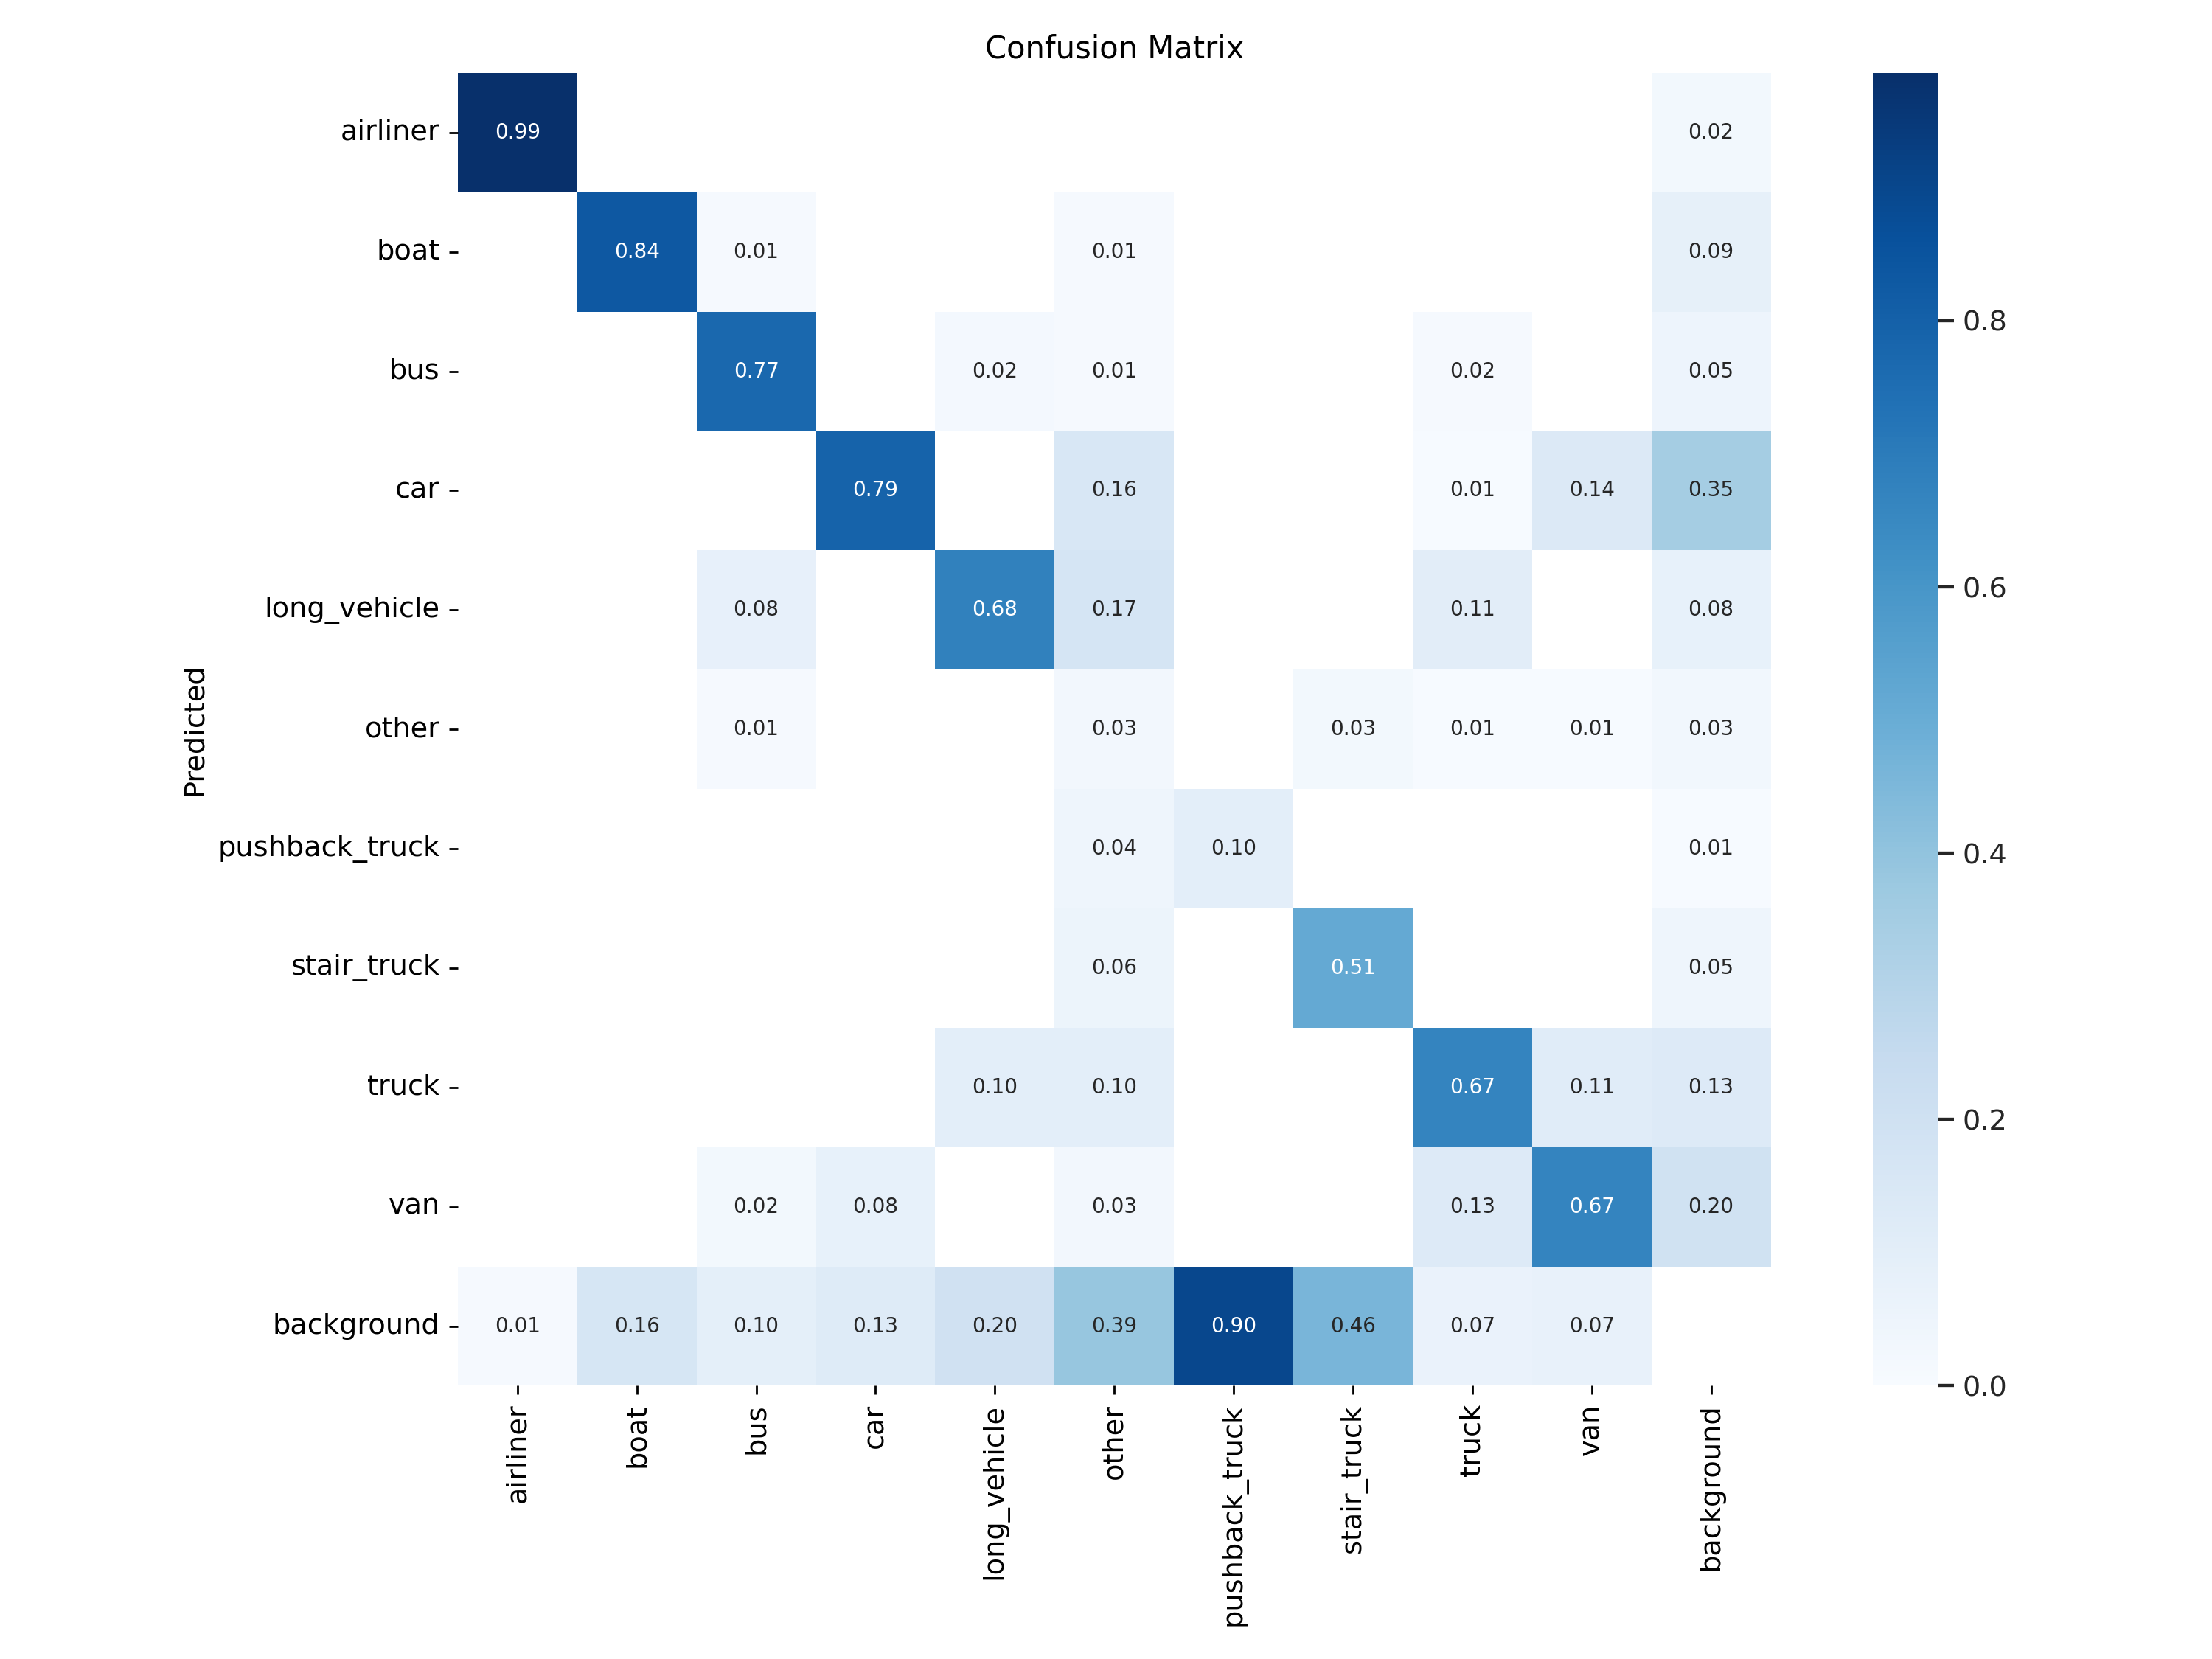 Confusion Matrix
airliner 0.99 0.02
boat 0.84 0.01 0.01 0.09
bus 0.77 0.02 0.01 0.02 0.05
car 0.79 0.16 0.01 0.14 0.35
long_vehicle 0.08 0.68 0.17 0.11 0.08
other 0.01 0.03 0.03 0.01 0.01 0.03
pushback_truck 0.04 0.10 0.01
stair_truck 0.06 0.51 0.05
truck 0.10 0.10 0.67 0.11 0.13
van 0.02 0.08 0.03 0.13 0.67 0.20
background 0.01 0.16 0.10 0.13 0.20 0.39 0.90 0.46 0.07 0.07
Predicted
airliner boat bus car long_vehicle other pushback_truck stair_truck truck van background
0.8
0.6
0.4
0.2
0.0